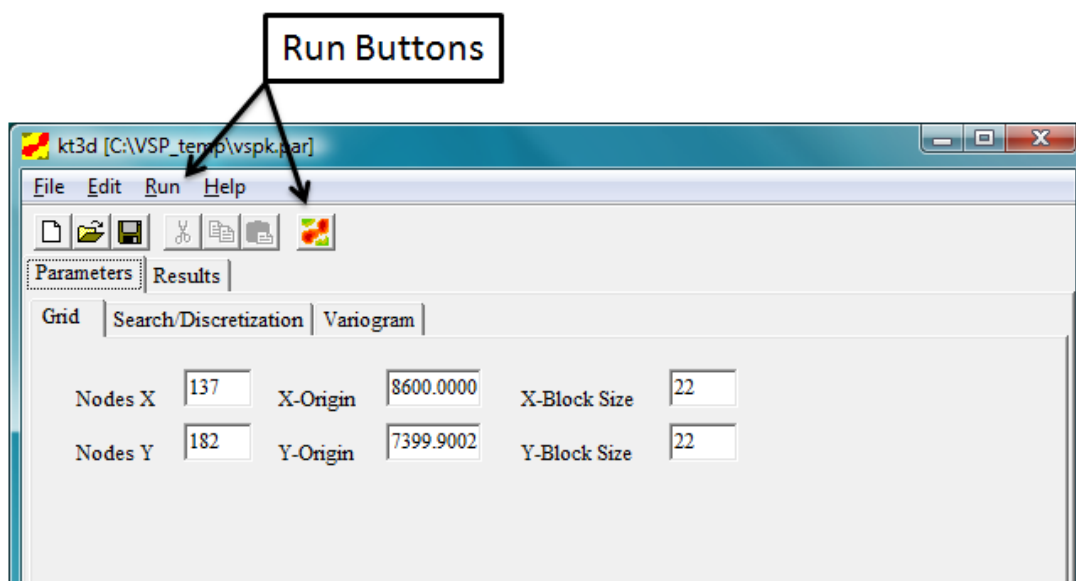 Run Buttons
kt3d [C:\VSP_temp\vspk.par]
File Edit Run Help
Parameters Results
Grid Search/Discretization Variogram
Nodes X 137 X-Origin 8600.0000 X-Block Size 22
Nodes Y 182 Y-Origin 7399.9002 Y-Block Size 22